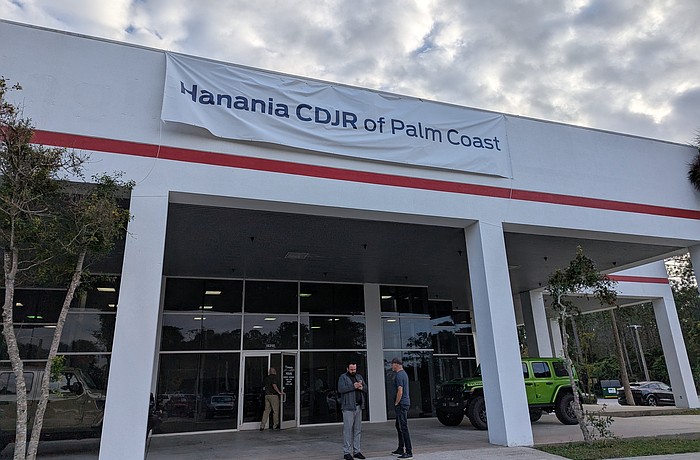 Hanania CDJR of Palm Coast